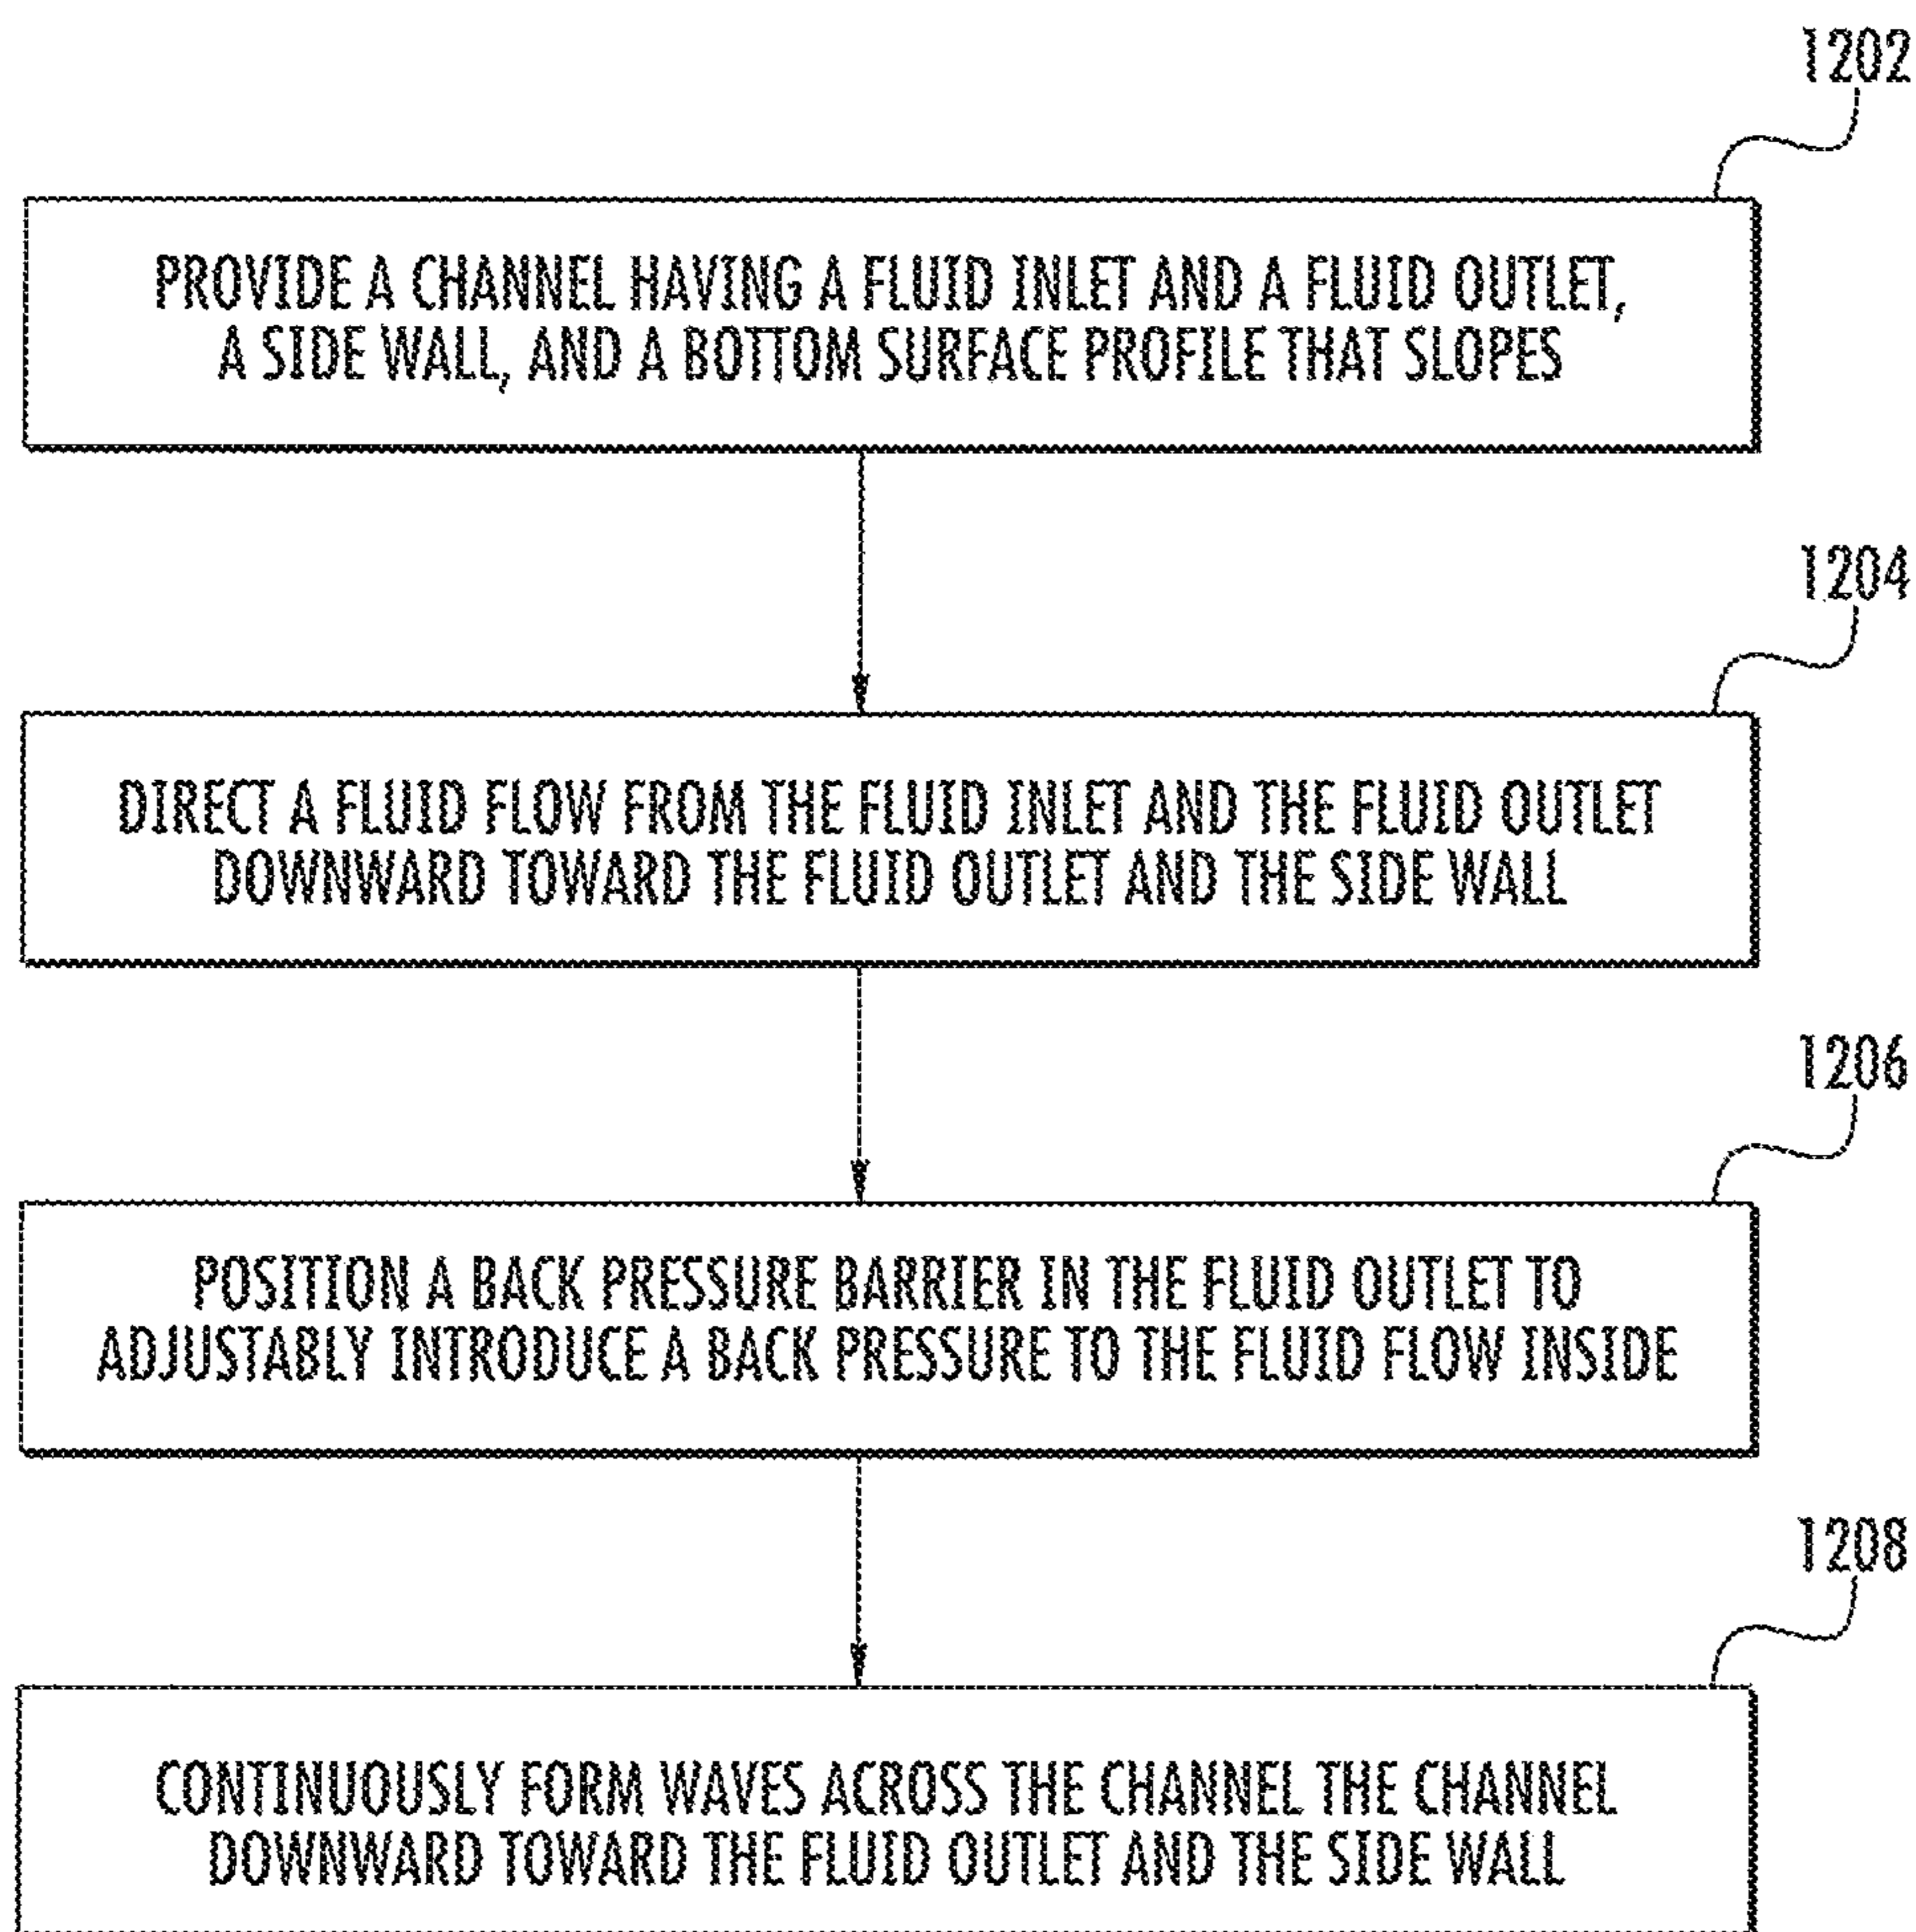 1202
PROVIDE A CHANNEL HAVING A FLUID INLET AND A FLUID OUTLET,
A SIDE WALL, AND A BOTTOM SURFACE PROFILE THAT SLOPES
1204
DIRECT A FLUID FLOW FROM THE FLUID INLET AND THE FLUID OUTLET
DOWNWARD TOWARD THE FLUID OUTLET AND THE SIDE WALL
1206
POSITION A BACK PRESSURE BARRIER IN THE FLUID OUTLET TO
ADJUSTABLY INTRODUCE A BACK PRESSURE TO THE FLUID FLOW INSIDE
1208
CONTINUOUSLY FORM WAVES ACROSS THE CHANNEL THE CHANNEL
DOWNWARD TOWARD THE FLUID OUTLET AND THE SIDE WALL